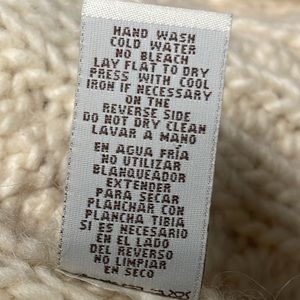 HAND WASH
COLD WATER
NO BLEACH
LAY FLAT TO DRY
PRESS WITH COOL
IRON IF NECESSARY
ON THE
REVERSE SIDE
DO NOT DRY CLEAN
LAVAR A MANO
EN AGUA FRÍA
NO UTILIZAR
BLANQUEADOR
EXTENDER
PARA SECAR
PLANCHAR CON
PLANCHA TIBIA
SI ES NECESARIO
EN EL LADO
DEL REVERSO
NO LIMPIAR
EN SECO